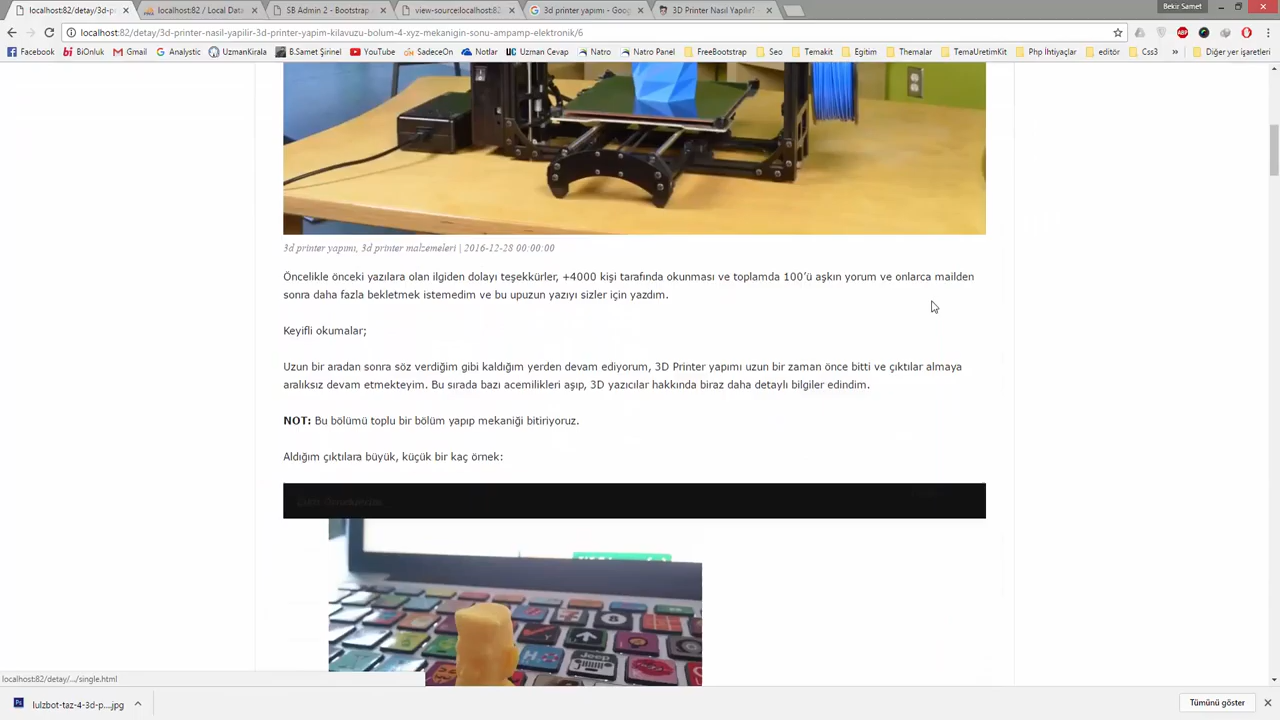 localhost:82/detay/3d-p
localhost:82 / Local Data
SB Admin 2 - Bootstrap
view-source:localhost:82
3d printer yapımı - Goog
3D Printer Nasıl Yapılır?
Bekir Samet
localhost:82/detay/3d-printer-nasil-yapilir-3d-printer-yapim-kilavuzu-bolum-4-xyz-mekanigin-sonu-ampamp-elektronik/6
Facebook
BiOnluk
Gmail
Analystic
UzmanKirala
B.Samet Şirinel
YouTube
SadeceOn
Notlar
Uzman Cevap
Natro
Natro Panel
FreeBootstrap
Seo
Temakit
Egitim
Themalar
TemaUretimKit
Php İhtiyaçlar
editör
Css3
»
Diğer yer işaretleri
3d printer yapımı, 3d printer malzemeleri | 2016-12-28 00:00:00
Öncelikle önceki yazılara olan ilgiden dolayı teşekkürler, +4000 kişi tarafında okunması ve toplamda 100'ü aşkın yorum ve onlarca mailden
sonra daha fazla bekletmek istemedim ve bu upuzun yazıyı sizler için yazdım.
Keyifli okumalar;
Uzun bir aradan sonra söz verdiğim gibi kaldığım yerden devam ediyorum, 3D Printer yapımı uzun bir zaman önce bitti ve çıktılar almaya
aralıksız devam etmekteyim. Bu sırada bazı acemilikleri aşıp, 3D yazıcılar hakkında biraz daha detaylı bilgiler edindim.
NOT: Bu bölümü toplu bir bölüm yapıp mekaniği bitiriyoruz.
Aldığım çıktılara büyük, küçük bir kaç örnek:
Jeep
localhost:82/detay/.../single.html
lulzbot-taz-4-3d-p....jpg
Tümünü göster